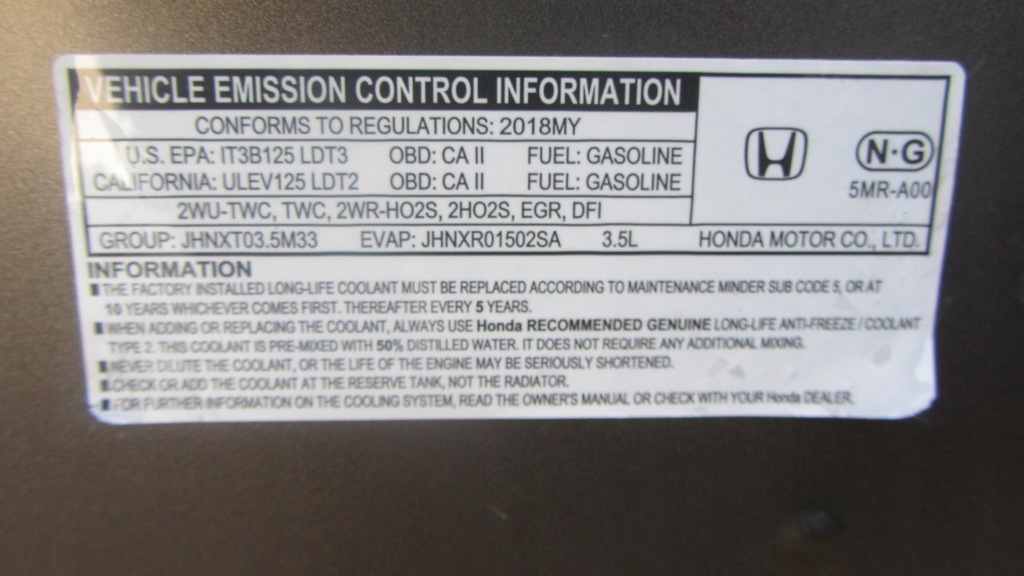 VEHICLE EMISSION CONTROL INFORMATION
CONFORMS TO REGULATIONS: 2018MY
U.S. EPA: IT3B125 LDT3 OBD: CA II FUEL: GASOLINE
CALIFORNIA: ULEV125 LDT2 OBD: CA II FUEL: GASOLINE
2WU-TWC, TWC, 2WR-HO2S, 2HO2S, EGR, DFI
GROUP: JHNXT03.5M33 EVAP: JHNXR01502SA 3.5L
N·G
5MR-A00
HONDA MOTOR CO., LTD.
INFORMATION
THE FACTORY INSTALLED LONG-LIFE COOLANT MUST BE REPLACED ACCORDING TO MAINTENANCE MINDER SUB CODE 5, OR AT
10 YEARS WHICHEVER COMES FIRST. THEREAFTER EVERY 5 YEARS.
WHEN ADDING OR REPLACING THE COOLANT, ALWAYS USE Honda RECOMMENDED GENUINE LONG-LIFE ANTI-FREEZE / COOLANT
TYPE 2. THIS COOLANT IS PRE-MIXED WITH 50% DISTILLED WATER. IT DOES NOT REQUIRE ANY ADDITIONAL MIXING.
NEVER DILUTE THE COOLANT, OR THE LIFE OF THE ENGINE MAY BE SERIOUSLY SHORTENED.
CHECK OR ADD THE COOLANT AT THE RESERVE TANK, NOT THE RADIATOR.
FOR FURTHER INFORMATION ON THE COOLING SYSTEM, READ THE OWNER'S MANUAL OR CHECK WITH YOUR Honda DEALER.